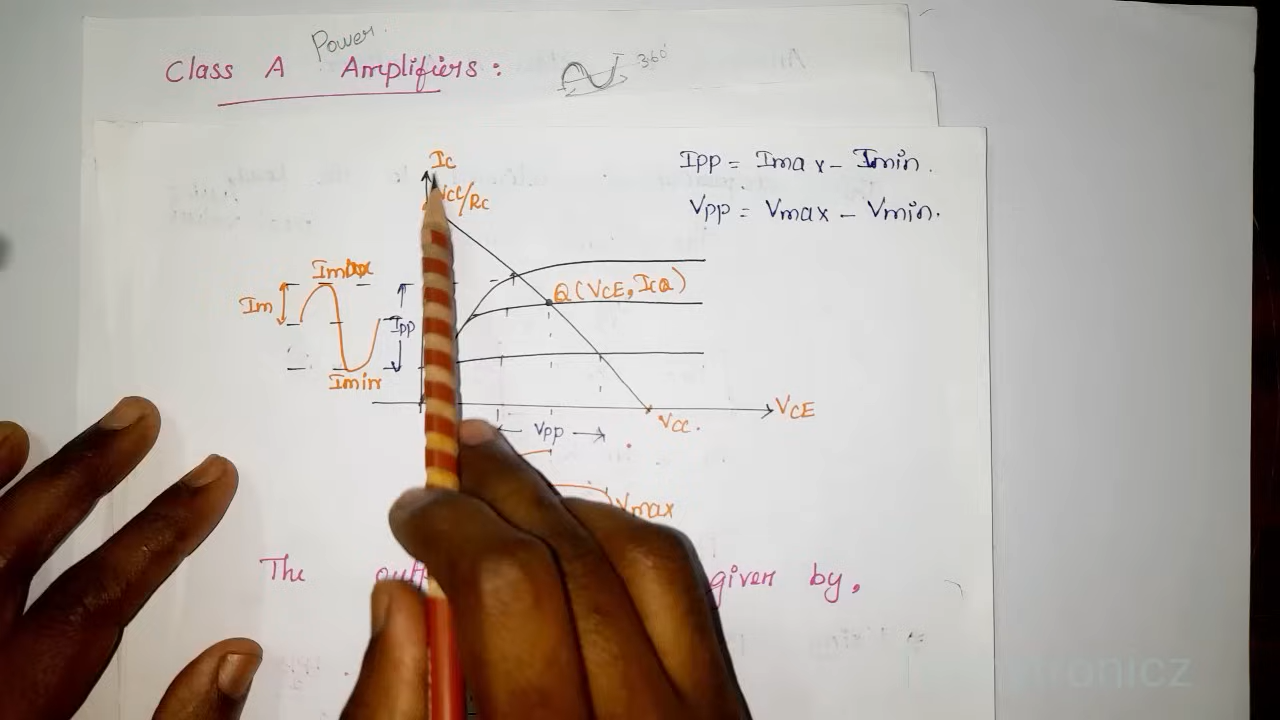 Power
Class A Amplifiers :
360°
Ic
Vcc/Rc
Ipp = Imax - Imin.
Vpp = Vmax - Vmin.
Imax
Im
Ipp
Q(VCE, ICQ)
Imin
VCE
Vcc.
Vpp
Vmax
The
given by,